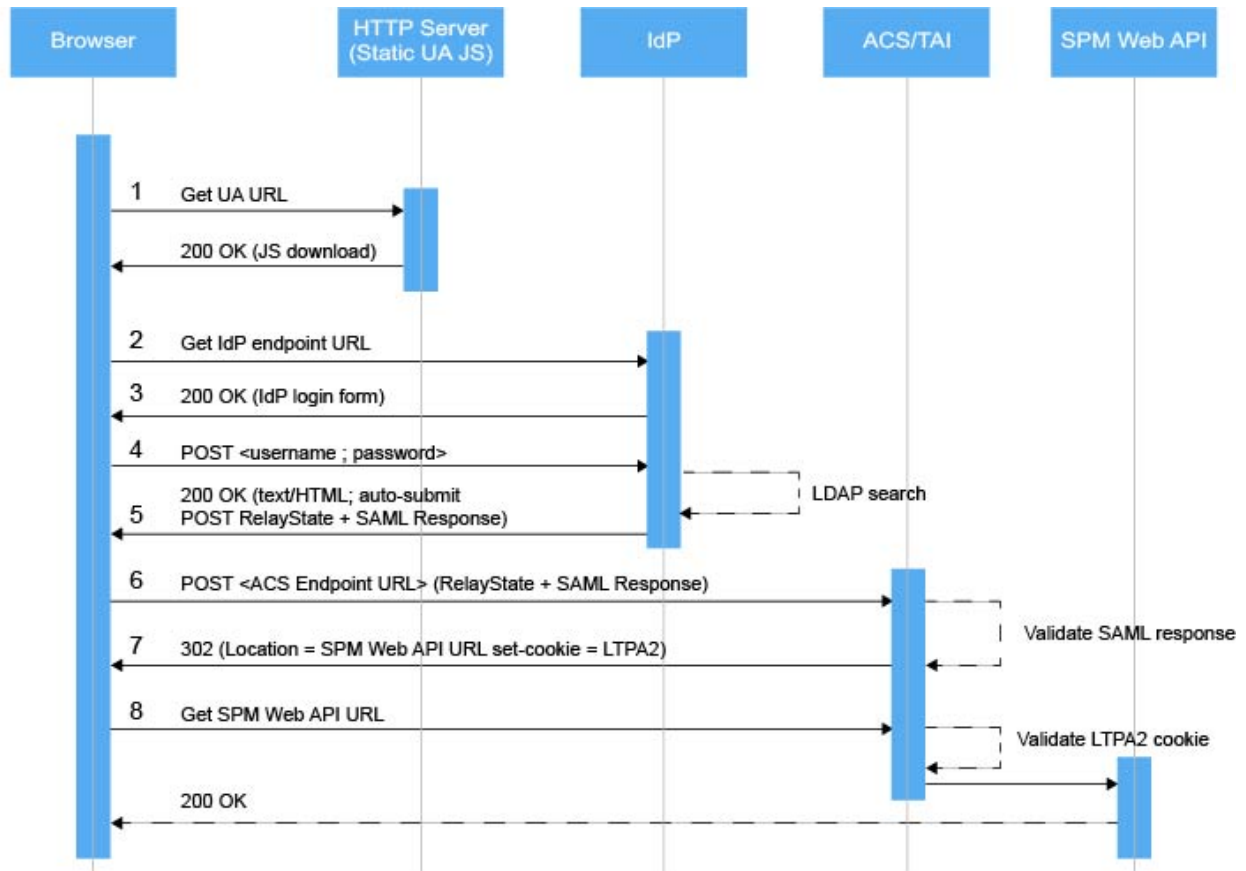 Browser
HTTP Server
(Static UA JS)
IdP
ACS/TAI
SPM Web API
1 Get UA URL
200 OK (JS download)
2 Get IdP endpoint URL
3 200 OK (IdP login form)
4 POST <username ; password>
LDAP search
200 OK (text/HTML; auto-submit
5 POST RelayState + SAML Response)
6 POST <ACS Endpoint URL> (RelayState + SAML Response)
Validate SAML response
7 302 (Location = SPM Web API URL set-cookie = LTPA2)
8 Get SPM Web API URL
Validate LTPA2 cookie
200 OK